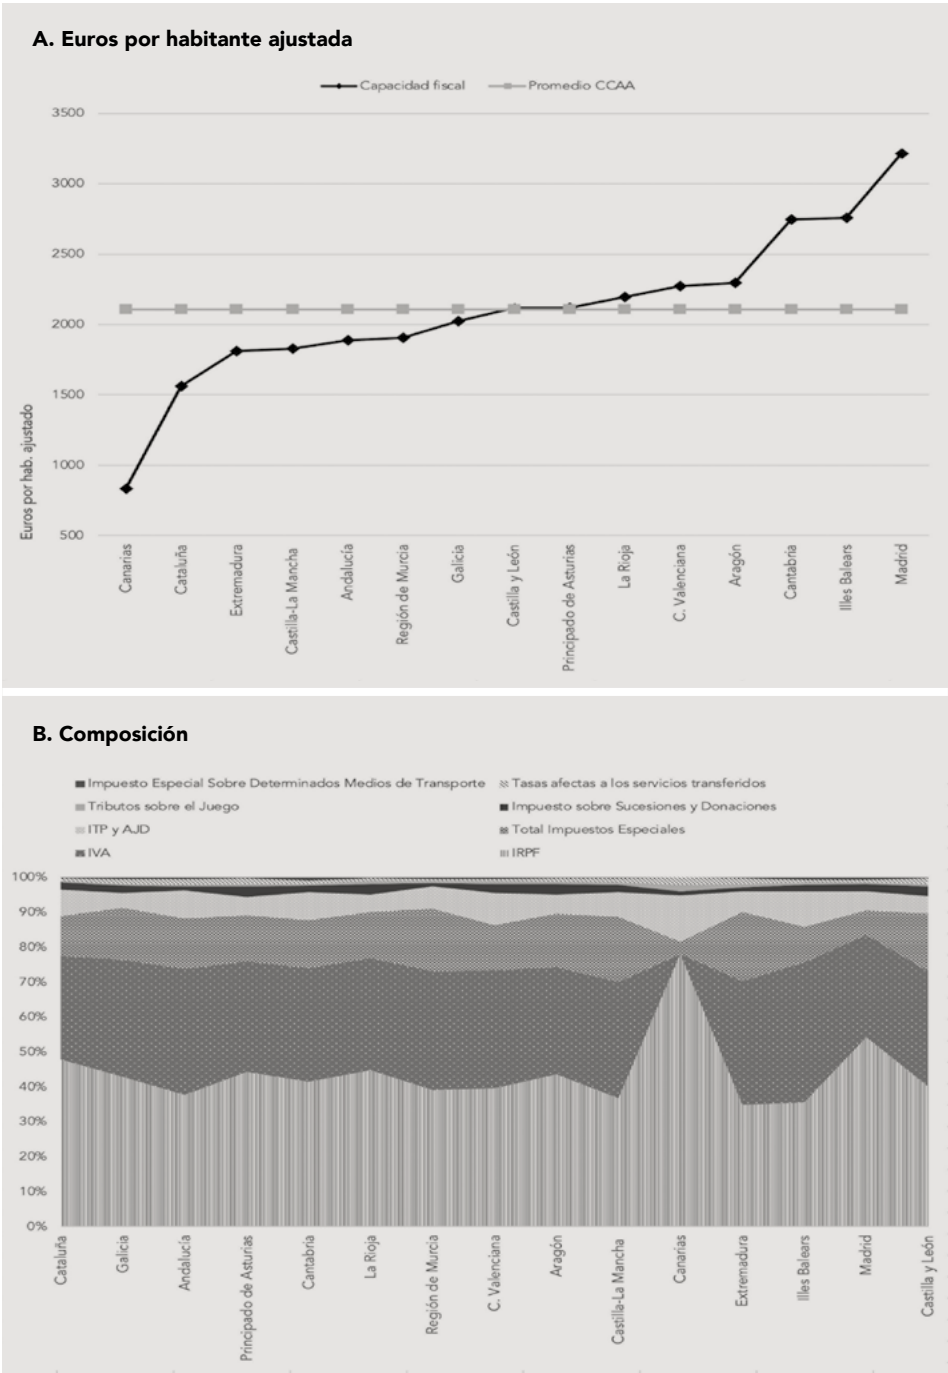 A. Euros por habitante ajustada
Capacidad fiscal Promedio CCAA
3500
3000
2500
2000
1500
1000
500
Euros por hab. ajustado
Canarias
Cataluña
Extremadura
Castilla-La Mancha
Andalucía
Región de Murcia
Galicia
Castilla y León
Principado de Asturias
La Rioja
C. Valenciana
Aragón
Cantabria
Illes Balears
Madrid
B. Composición
Impuesto Especial Sobre Determinados Medios de Transporte Tasas afectas a los servicios transferidos
Tributos sobre el Juego Impuesto sobre Sucesiones y Donaciones
ITP y AJD Total Impuestos Especiales
IVA IRPF
100%
90%
80%
70%
60%
50%
40%
30%
20%
10%
0%
Cataluña
Galicia
Andalucía
Principado de Asturias
Cantabria
La Rioja
Región de Murcia
C. Valenciana
Aragón
Castilla-La Mancha
Canarias
Extremadura
Illes Balears
Madrid
Castilla y León